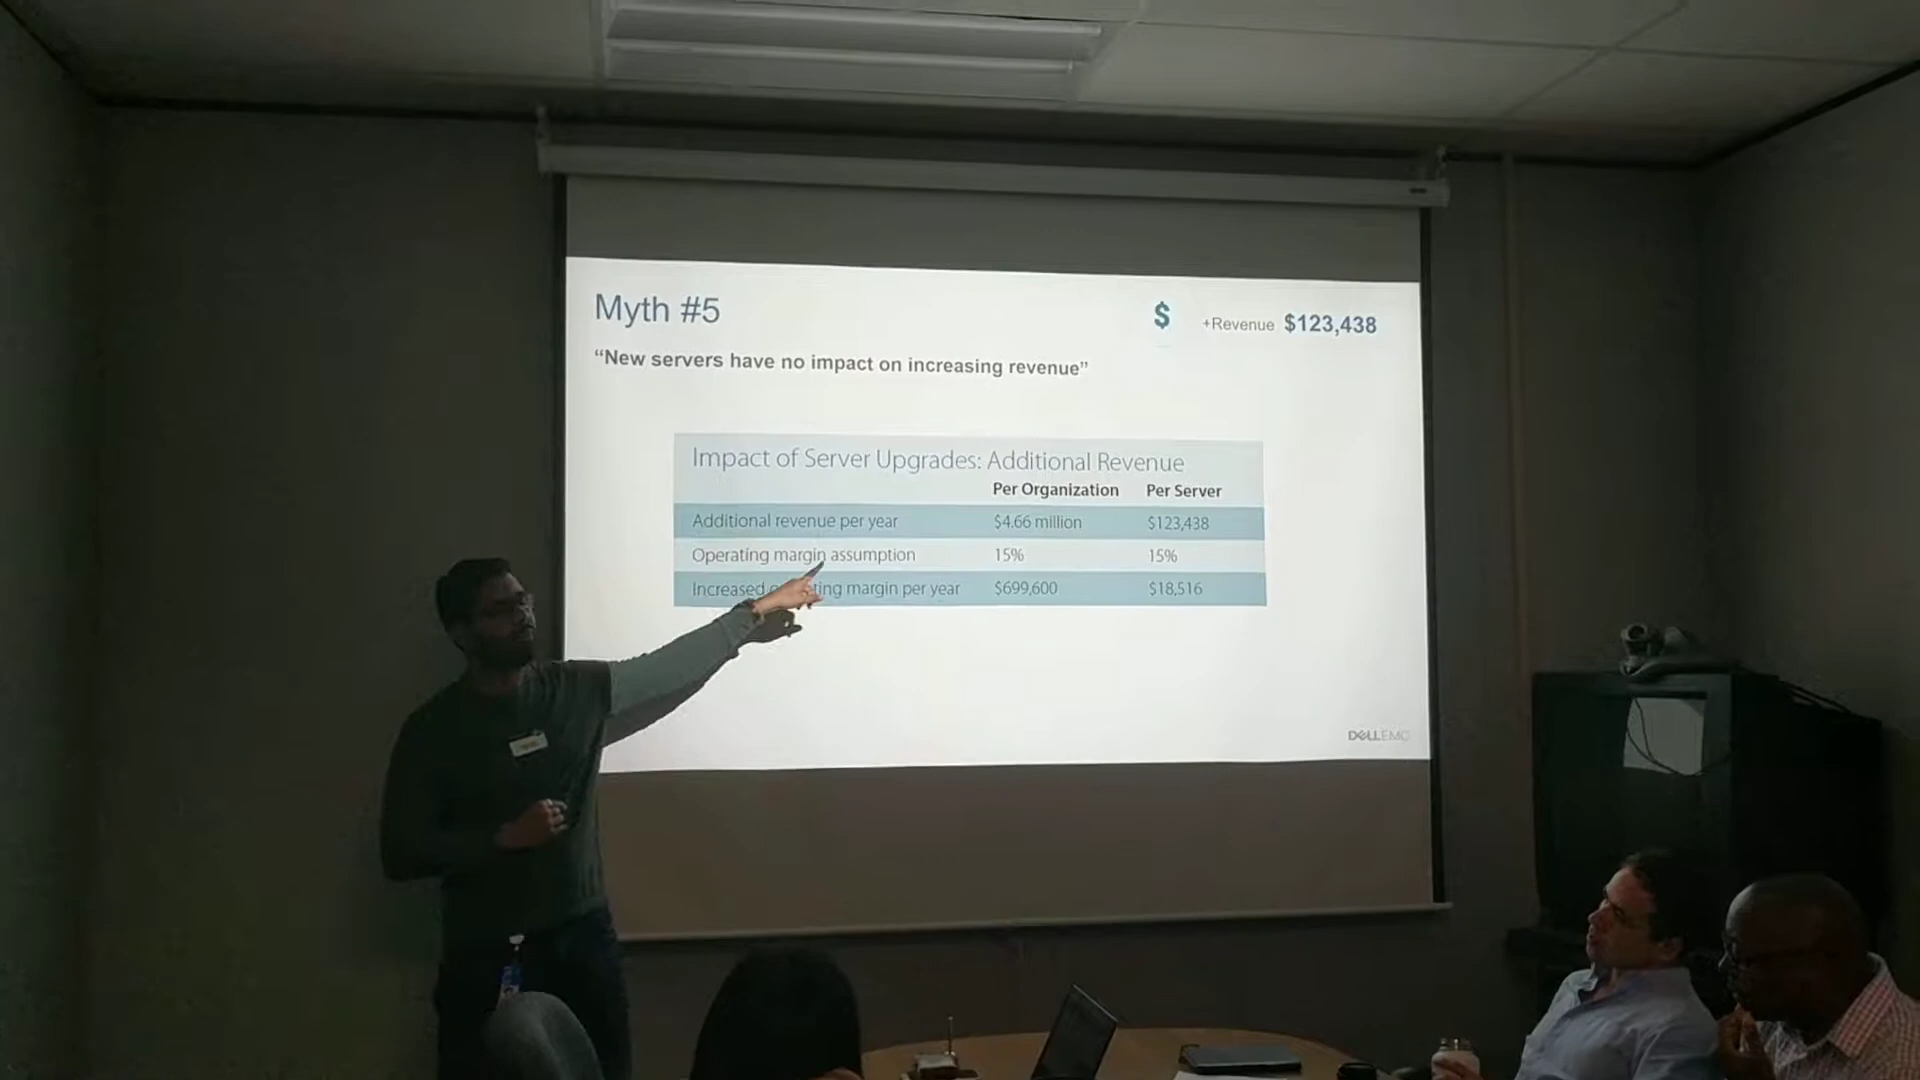 Myth #5
$ +Revenue $123,438
“New servers have no impact on increasing revenue”
Impact of Server Upgrades: Additional Revenue
Per Organization Per Server
Additional revenue per year $4.66 million $123,438
Operating margin assumption 15% 15%
Increased ting margin per year $699,600 $18,516
DELLEMC